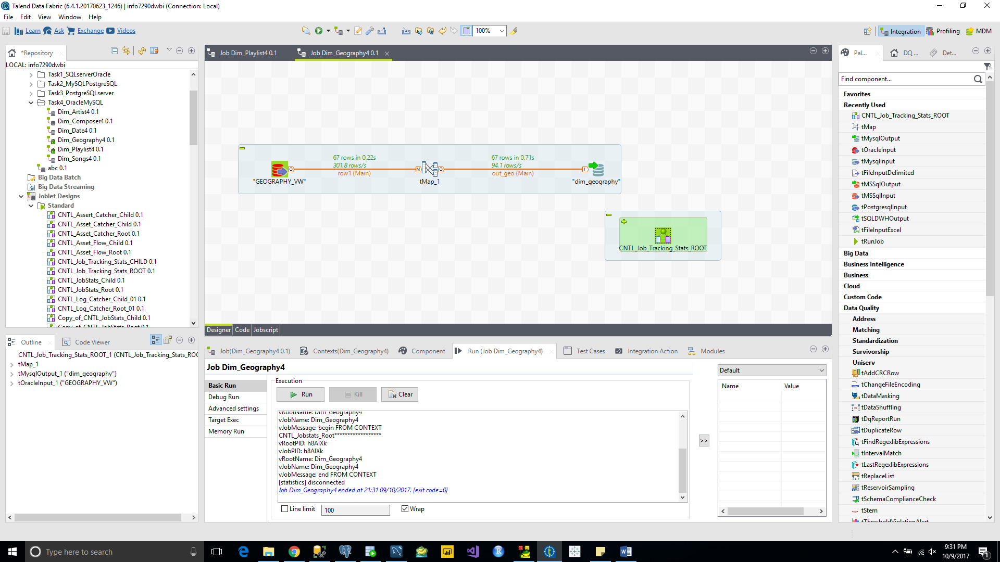 Talend Data Fabric (6.4.1.20170623_1246) | info7290dwbi (Connection: Local)
File Edit View Window Help
Learn Ask Exchange Videos
100%
Integration Profiling MDM
*Repository
LOCAL: info7290dwbi
Task1_SQLserverOracle
Task2_MySQLPostgreSQL
Task3_PostgreSQLserver
Task4_OracleMySQL
Dim_Artist4 0.1
Dim_Composer4 0.1
Dim_Date4 0.1
Dim_Geography4 0.1
Dim_Playlist4 0.1
Dim_Songs4 0.1
abc 0.1
Big Data Batch
Big Data Streaming
Joblet Designs
Standard
CNTL_Assert_Catcher_Child 0.1
CNTL_Asset_Catcher_Child 0.1
CNTL_Asset_Catcher_Root 0.1
CNTL_Asset_Flow_Child 0.1
CNTL_Asset_Flow_Root 0.1
CNTL_Job_Tracking_Stats_CHILD 0.1
CNTL_Job_Tracking_Stats_ROOT 0.1
CNTL_JobStats_Child 0.1
CNTL_JobStats_Root 0.1
CNTL_Log_Catcher_Child_01 0.1
CNTL_Log_Catcher_Root_01 0.1
Copy_of_CNTL_JobStats_Child 0.1
Copy_of_CNTL_JobStats_Root 0.1
Outline Code Viewer
CNTL_Job_Tracking_Stats_ROOT_1 (CNTL_Job_Tracking_Stats_ROO
tMap_1
tMysqlOutput_1 ("dim_geography")
tOracleInput_1 ("GEOGRAPHY_VW")
Job Dim_Playlist4 0.1 Job Dim_Geography4 0.1
67 rows in 0.22s
301.8 rows/s
row1 (Main)
67 rows in 0.71s
94.1 rows/s
out_geo (Main)
O M O I
"GEOGRAPHY_VW" tMap_1 "dim_geography"
CNTL_Job_Tracking_Stats_ROOT
Designer Code Jobscript
Job(Dim_Geography4 0.1) Contexts(Dim_Geography4) Component Run (Job Dim_Geography4) Test Cases Integration Action Modules
Job Dim_Geography4
Basic Run
Debug Run
Advanced settings
Target Exec
Memory Run
Execution
Run Kill Clear
vRootName: Dim_Geography4
vJobName: Dim_Geography4
vJobMessage: begin FROM CONTEXT
CNTL_Jobstats_Root******************
vRootPID: h8AIXk
vJobPID: h8AIXk
vRootName: Dim_Geography4
vJobName: Dim_Geography4
vJobMessage: end FROM CONTEXT
[statistics] disconnected
Job Dim_Geography4 ended at 21:31 09/10/2017. [exit code=0]
Line limit 100 Wrap
>>
Default
Name Value
Pal... DQ ... Det...
Find component...
Favorites
Recently Used
CNTL_Job_Tracking_Stats_ROOT
tMap
tMysqlOutput
tOracleInput
tMysqlInput
tFileInputDelimited
tMSSqlOutput
tMSSqlInput
tPostgresqlInput
tSQLDWHOutput
tFileInputExcel
tRunJob
Big Data
Business Intelligence
Business
Cloud
Custom Code
Data Quality
Address
Matching
Standardization
Survivorship
Uniserv
tAddCRCRow
tChangeFileEncoding
tDataMasking
tDataShuffling
tDqReportRun
tDuplicateRow
tFindRegexlibExpressions
tIntervalMatch
tLastRegexlibExpressions
tReplaceList
tReservoirSampling
tSchemaComplianceCheck
tStem
tThresholdViolationAlert
Type here to search
9:31 PM
10/9/2017
1